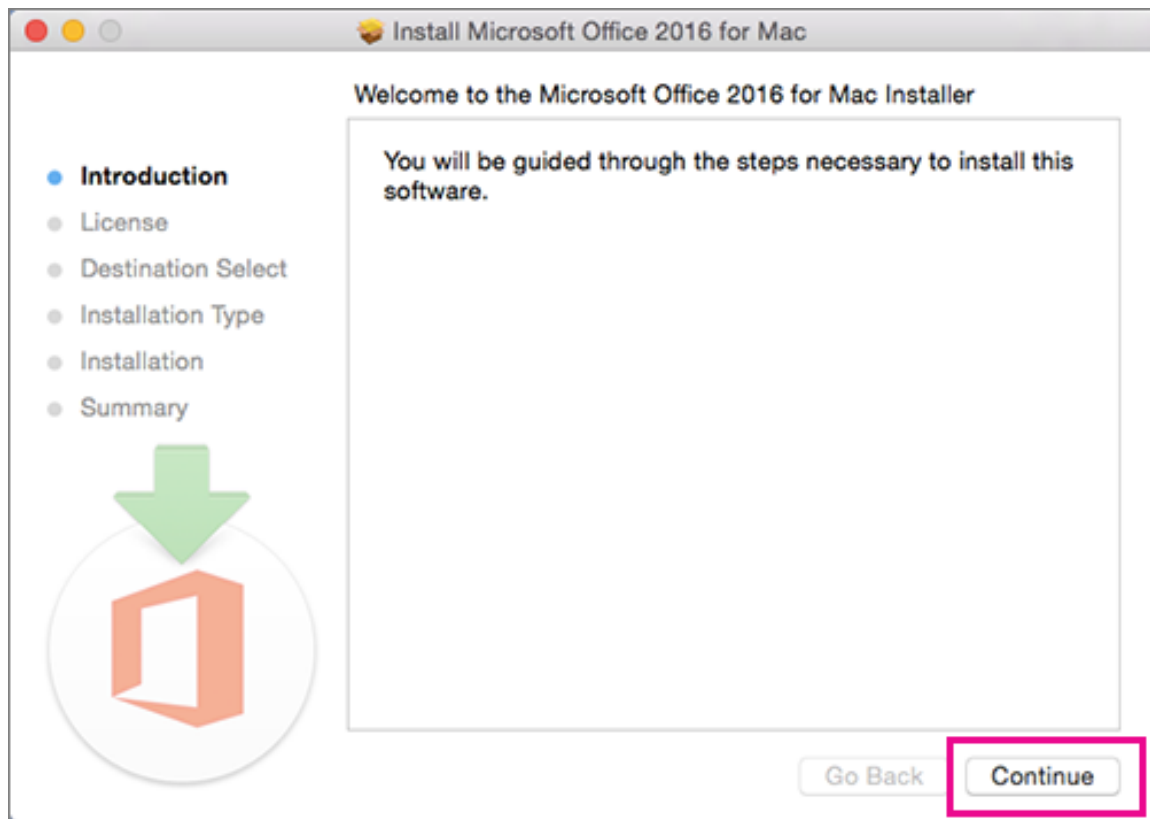 Install Microsoft Office 2016 for Mac
Welcome to the Microsoft Office 2016 for Mac Installer
Introduction
License
Destination Select
Installation Type
Installation
Summary
You will be guided through the steps necessary to install this
software.
Go Back
Continue